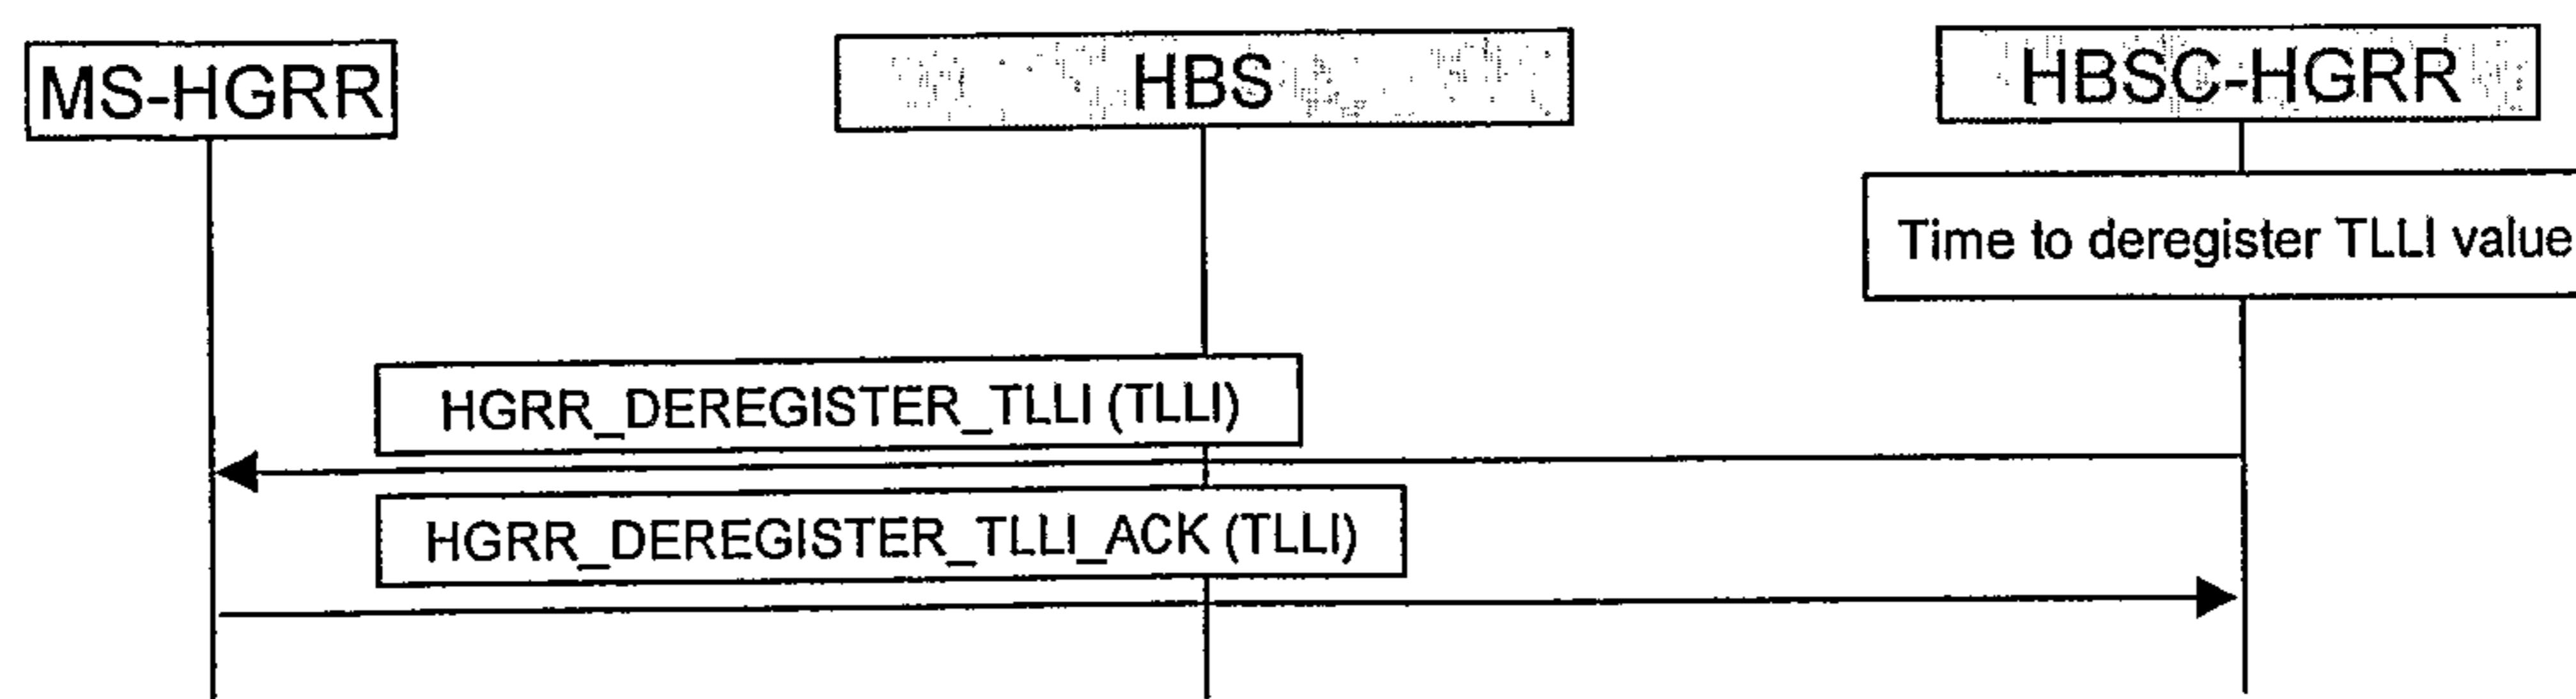 MS-HGRR
HBS
HBSC-HGRR
Time to deregister TLLI value
HGRR_DEREGISTER_TLLI (TLLI)
HGRR_DEREGISTER_TLLI_ACK (TLLI)